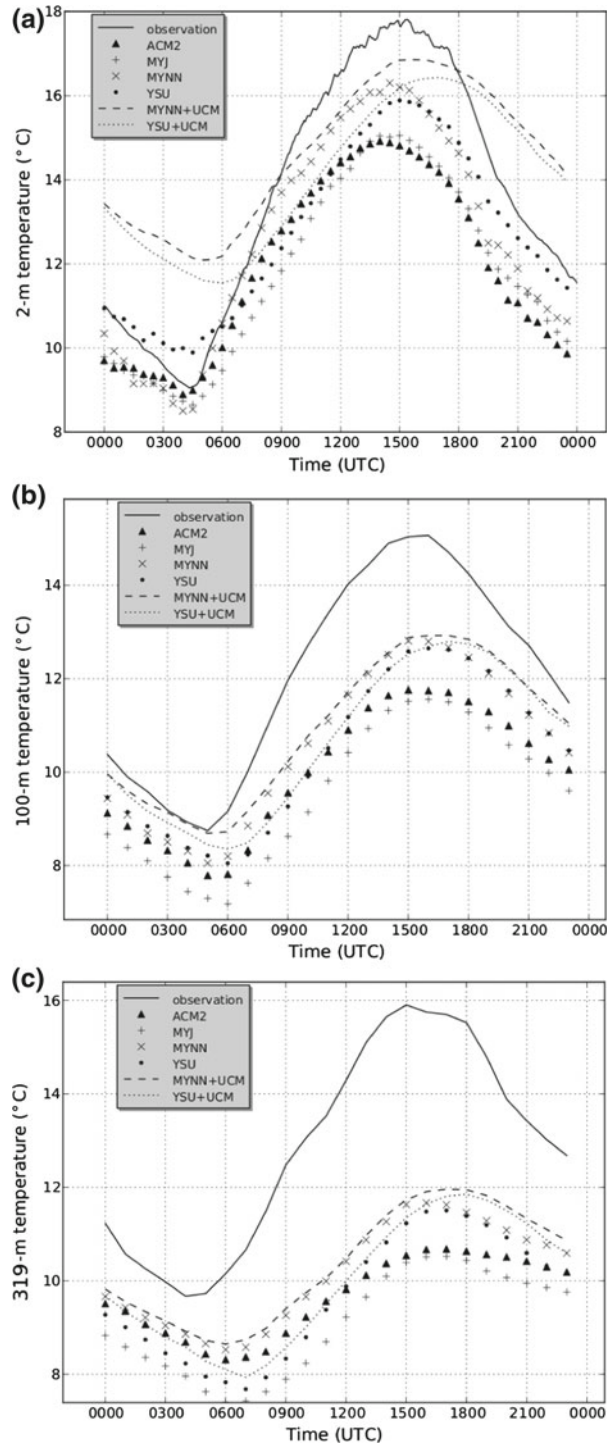 (a)
observation
ACM2
MYJ
MYNN
YSU
MYNN+UCM
YSU+UCM
2-m temperature (°C)
18
16
14
12
10
8
0000 0300 0600 0900 1200 1500 1800 2100 0000
Time (UTC)
(b)
observation
ACM2
MYJ
MYNN
YSU
MYNN+UCM
YSU+UCM
100-m temperature (°C)
14
12
10
8
0000 0300 0600 0900 1200 1500 1800 2100 0000
Time (UTC)
(c)
observation
ACM2
MYJ
MYNN
YSU
MYNN+UCM
YSU+UCM
319-m temperature (°C)
16
14
12
10
8
0000 0300 0600 0900 1200 1500 1800 2100 0000
Time (UTC)